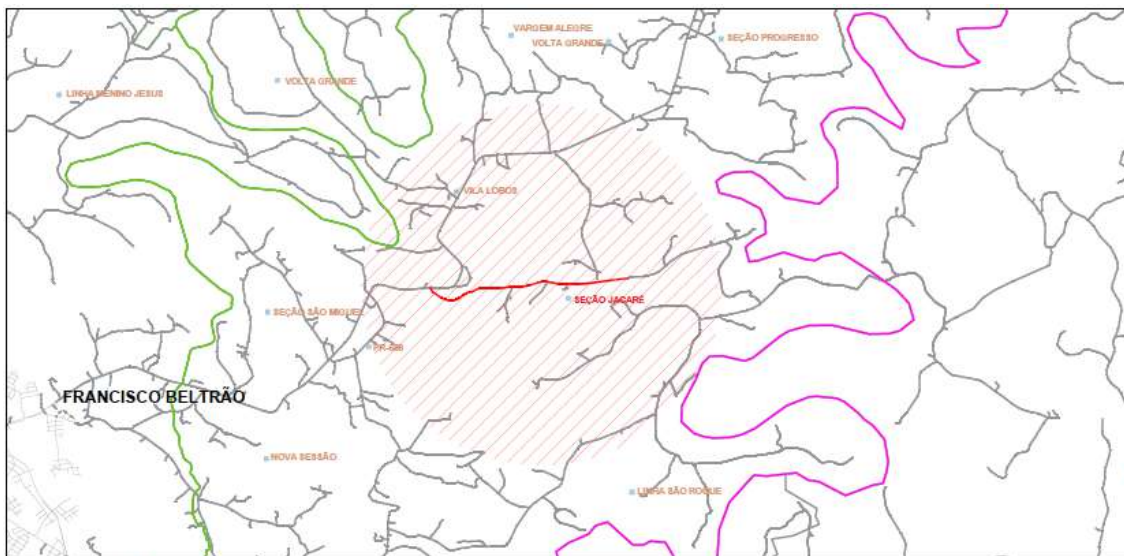 VARGEM ALEGRE
VOLTA GRANDE
SEÇÃO PROGRESSO
VOLTA GRANDE
LINHA MENINO JESUS
VILA LOBOS
SEÇÃO JACARÉ
SEÇÃO SÃO MIGUEL
FRANCISCO BELTRÃO
NOVA SESSÃO
LINHA SÃO ROQUE